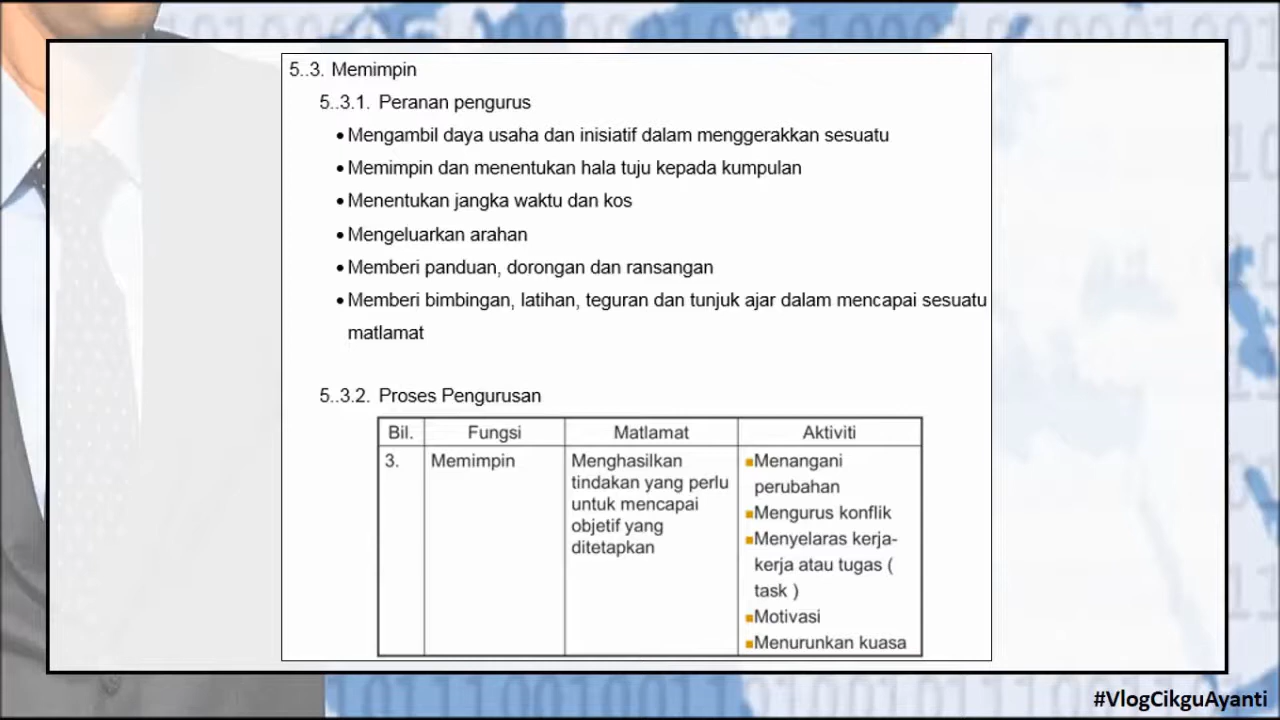 5..3. Memimpin
5..3.1. Peranan pengurus
•Mengambil daya usaha dan inisiatif dalam menggerakkan sesuatu
•Memimpin dan menentukan hala tuju kepada kumpulan
•Menentukan jangka waktu dan kos
•Mengeluarkan arahan
•Memberi panduan, dorongan dan ransangan
•Memberi bimbingan, latihan, teguran dan tunjuk ajar dalam mencapai sesuatu
matlamat
5..3.2. Proses Pengurusan
Bil. Fungsi Matlamat Aktiviti
3. Memimpin
Menghasilkan
tindakan yang perlu
untuk mencapai
objetif yang
ditetapkan
▪Menangani
perubahan
▪Mengurus konflik
▪Menyelaras kerja-
kerja atau tugas (
task )
▪Motivasi
▪Menurunkan kuasa
#VlogCikguAyanti